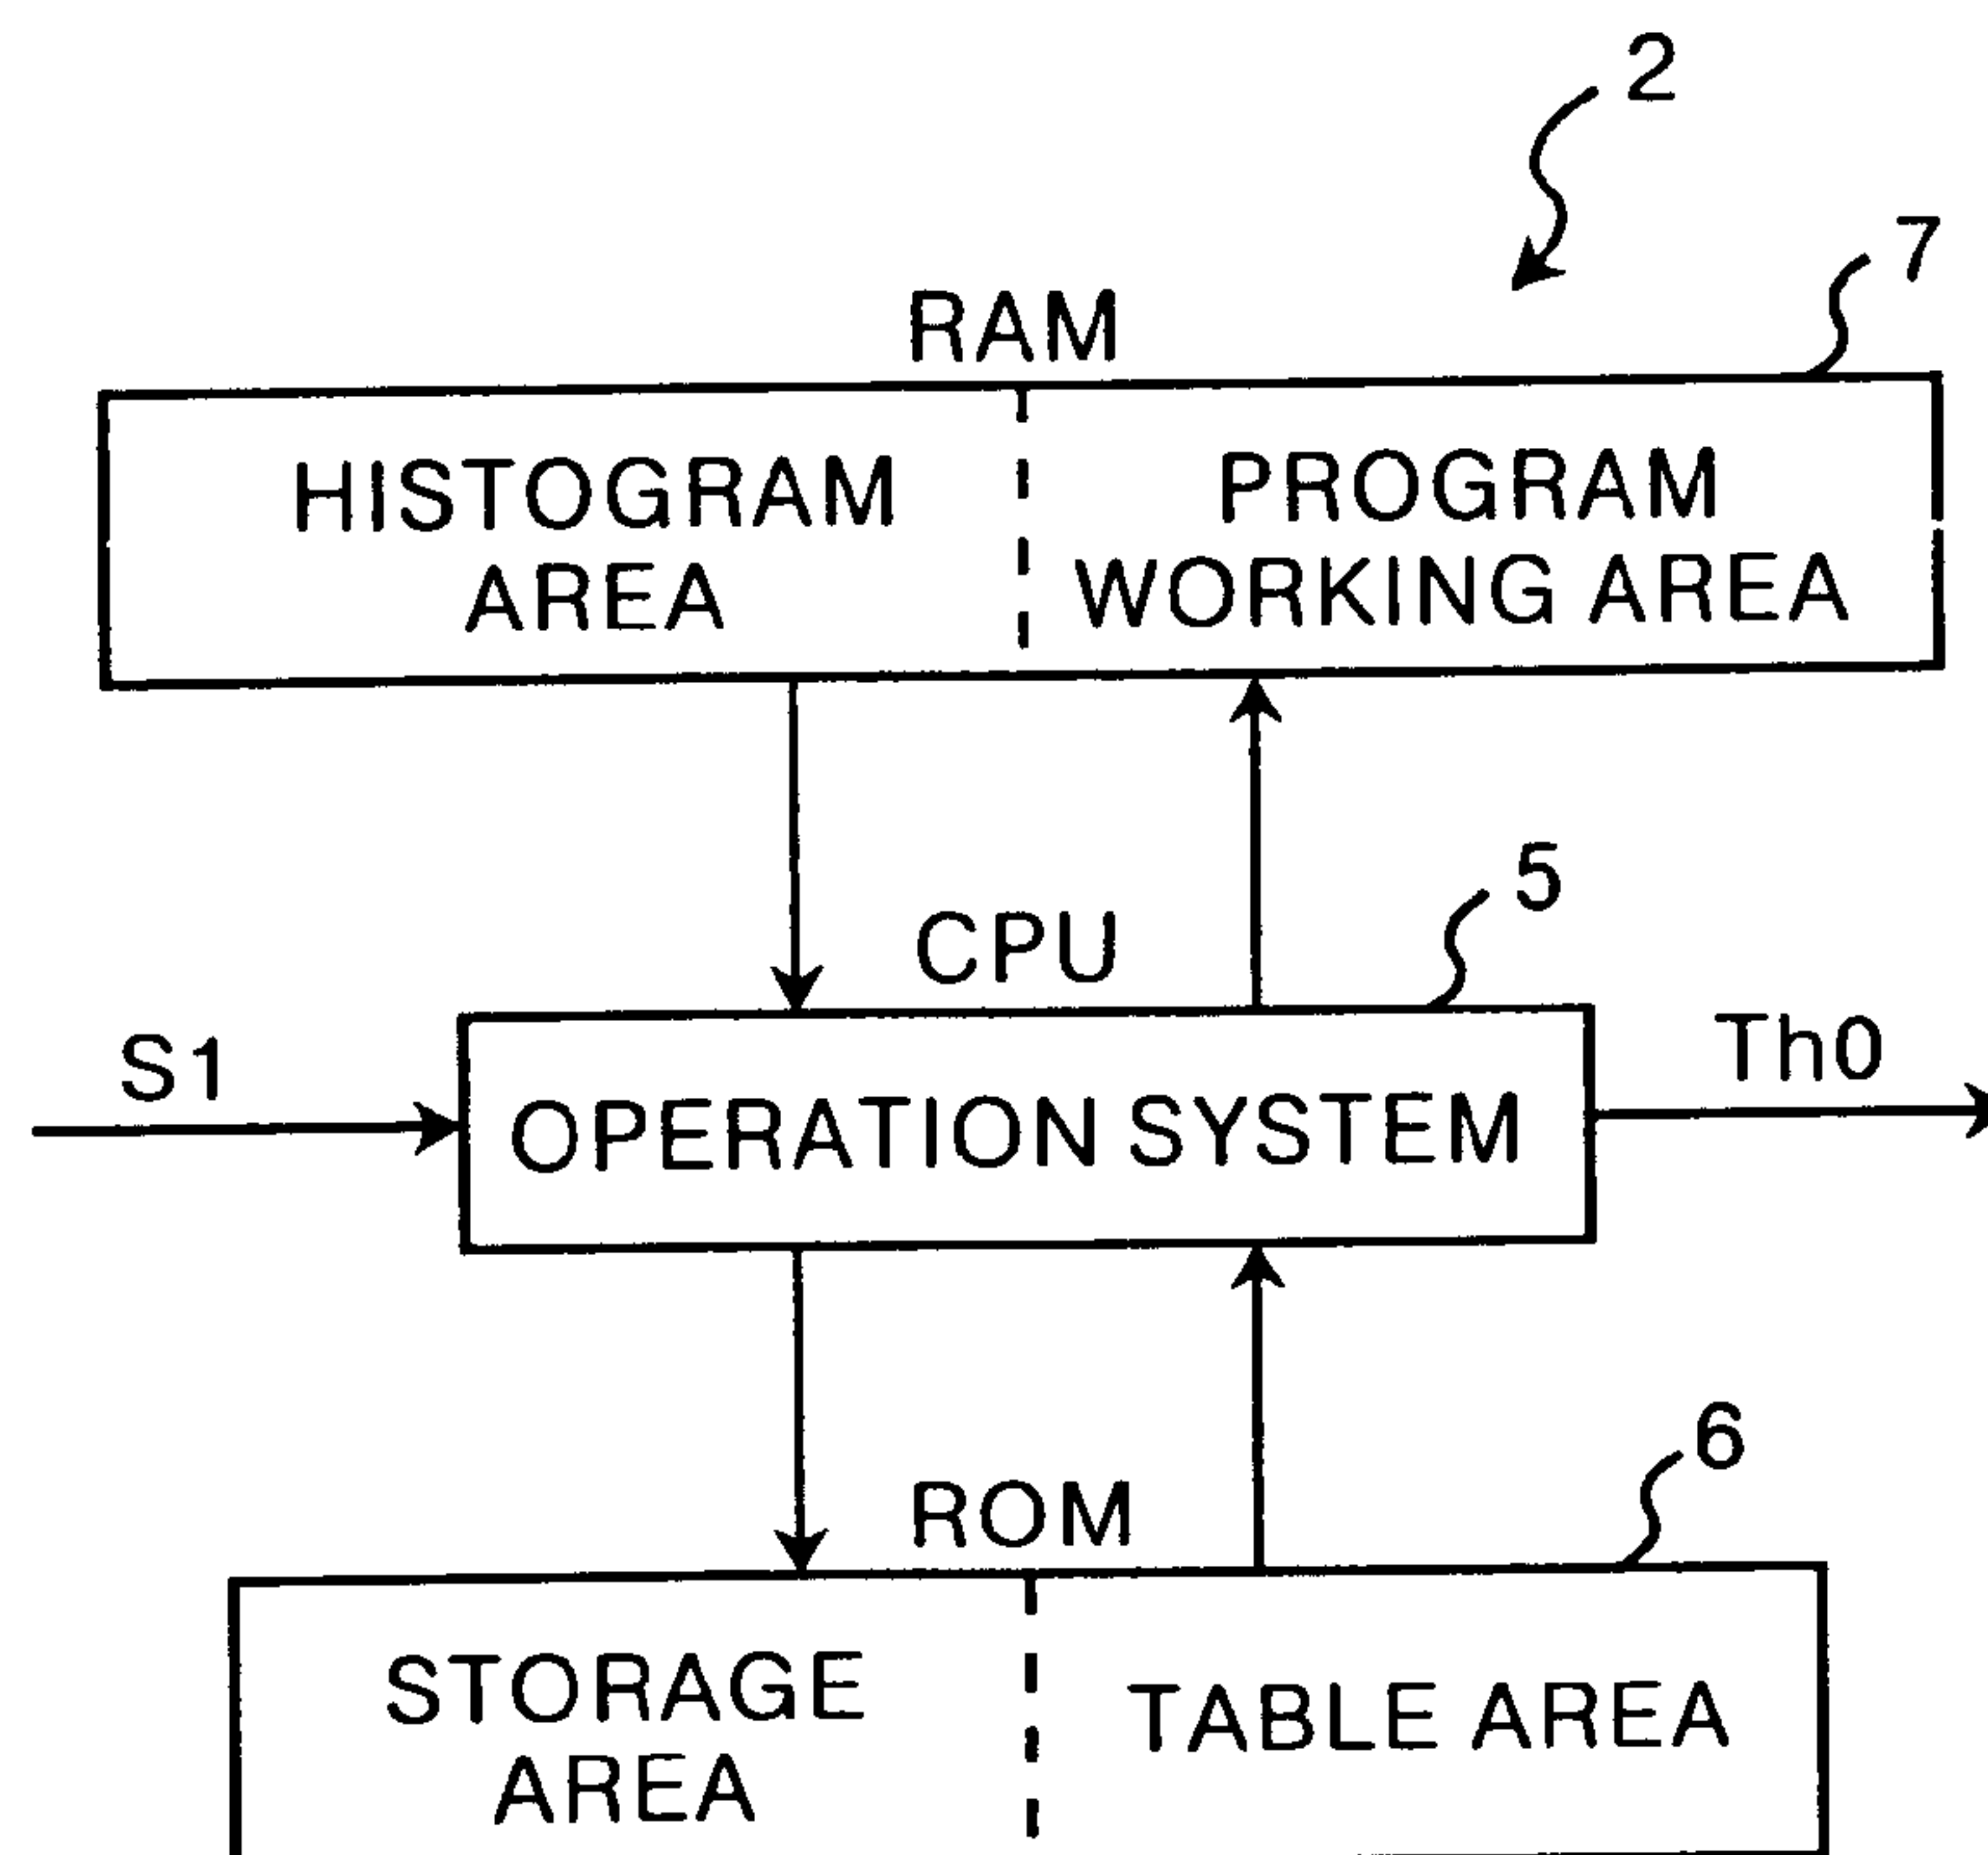 2
7
RAM
HISTOGRAM
AREA
PROGRAM
WORKING AREA
5
CPU
S1
Th0
OPERATION SYSTEM
6
ROM
STORAGE
AREA
TABLE AREA